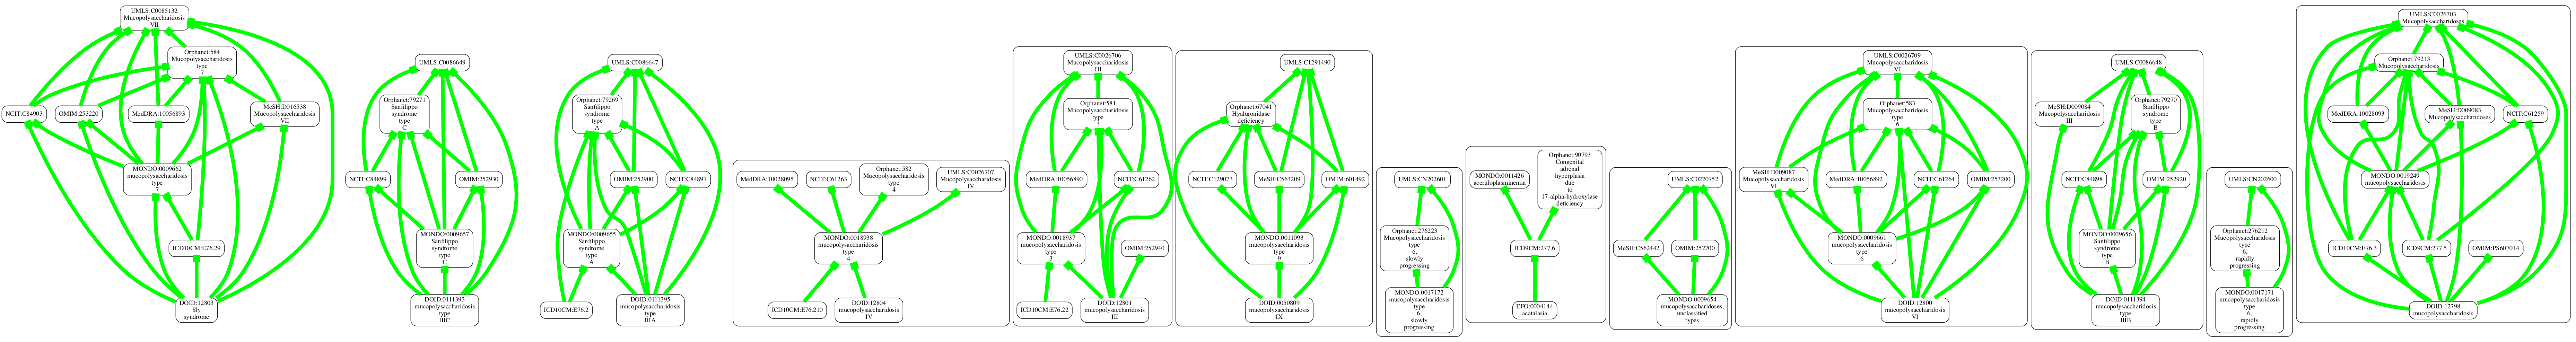 UMLS:C0085132
Mucopolysaccharidosis
VII
Orphanet:584
Mucopolysaccharidosis
type
7
NCIT:C84903
OMIM:253220
MedDRA:10056893
MeSH:D016538
Mucopolysaccharidosis
VII
MONDO:0009662
mucopolysaccharidosis
type
7
ICD10CM:E76.29
DOID:12803
Sly
syndrome
UMLS:C0086649
Orphanet:79271
Sanfilippo
syndrome
type
C
NCIT:C84899
OMIM:252930
MONDO:0009657
Sanfilippo
syndrome
type
C
DOID:0111393
mucopolysaccharidosis
type
IIIC
UMLS:C0086647
Orphanet:79269
Sanfilippo
syndrome
type
A
OMIM:252900
NCIT:C84897
MONDO:0009655
Sanfilippo
syndrome
type
A
ICD10CM:E76.2
DOID:0111395
mucopolysaccharidosis
type
IIIA
MedDRA:10028095
NCIT:C61263
Orphanet:582
Mucopolysaccharidosis
type
4
UMLS:C0026707
Mucopolysaccharidosis
IV
MONDO:0018938
mucopolysaccharidosis
type
4
ICD10CM:E76.210
DOID:12804
mucopolysaccharidosis
IV
UMLS:C0026706
Mucopolysaccharidosis
III
Orphanet:581
Mucopolysaccharidosis
type
3
MedDRA:10056890
NCIT:C61262
MONDO:0018937
mucopolysaccharidosis
type
3
OMIM:252940
ICD10CM:E76.22
DOID:12801
mucopolysaccharidosis
III
UMLS:C1291490
Orphanet:67041
Hyaluronidase
deficiency
NCIT:C129073
MeSH:C563209
OMIM:601492
MONDO:0011093
mucopolysaccharidosis
type
9
DOID:0050809
mucopolysaccharidosis
IX
UMLS:CN202601
Orphanet:276223
Mucopolysaccharidosis
type
6,
slowly
progressing
MONDO:0017172
mucopolysaccharidosis
type
6,
slowly
progressing
MONDO:0011426
aceruloplasminemia
Orphanet:90793
Congenital
adrenal
hyperplasia
due
to
17-alpha-hydroxylase
deficiency
ICD9CM:277.6
EFO:0004144
acatalasia
UMLS:C0220752
MeSH:C562442
OMIM:252700
MONDO:0009654
mucopolysaccharidoses,
unclassified
types
UMLS:C0026709
Mucopolysaccharidosis
VI
Orphanet:583
Mucopolysaccharidosis
type
6
MeSH:D009087
Mucopolysaccharidosis
VI
MedDRA:10056892
NCIT:C61264
OMIM:253200
MONDO:0009661
mucopolysaccharidosis
type
6
DOID:12800
mucopolysaccharidosis
VI
UMLS:C0086648
MeSH:D009084
Mucopolysaccharidosis
III
Orphanet:79270
Sanfilippo
syndrome
type
B
NCIT:C84898
OMIM:252920
MONDO:0009656
Sanfilippo
syndrome
type
B
DOID:0111394
mucopolysaccharidosis
type
IIIB
UMLS:CN202600
Orphanet:276212
Mucopolysaccharidosis
type
6,
rapidly
progressing
MONDO:0017171
mucopolysaccharidosis
type
6,
rapidly
progressing
UMLS:C0026703
Mucopolysaccharidoses
Orphanet:79213
Mucopolysaccharidosis
MedDRA:10028093
MeSH:D009083
Mucopolysaccharidoses
NCIT:C61259
MONDO:0019249
mucopolysaccharidosis
ICD10CM:E76.3
ICD9CM:277.5
OMIM:PS607014
DOID:12798
mucopolysaccharidosis